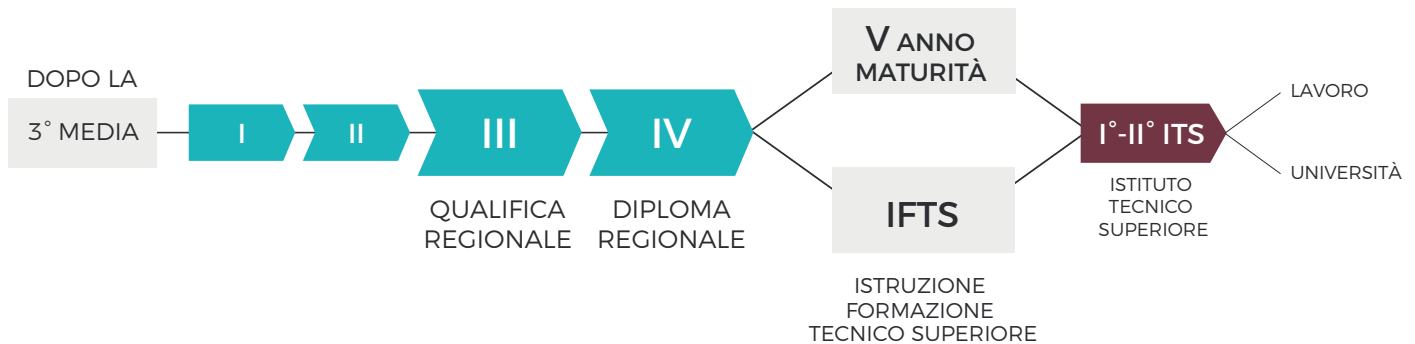 DOPO LA
3° MEDIA
I
II
III
QUALIFICA
REGIONALE
IV
DIPLOMA
REGIONALE
V ANNO
MATURITÀ
IFTS
ISTRUZIONE
FORMAZIONE
TECNICO SUPERIORE
I°-II° ITS
ISTITUTO
TECNICO
SUPERIORE
LAVORO
UNIVERSITÀ